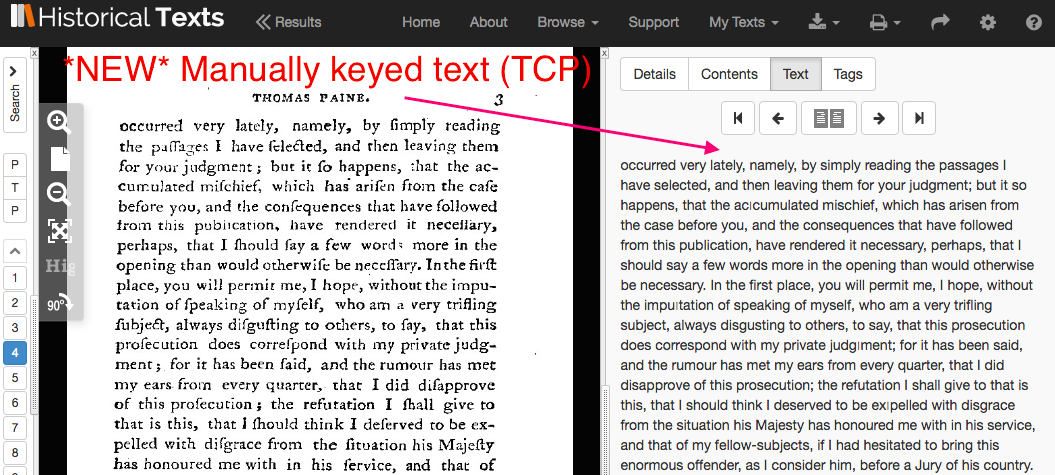 Historical Texts
Results
Home
About
Browse
Support
My Texts
*NEW* Manually keyed text (TCP)
Search
P
T
P
1
2
3
4
5
6
7
8
90°
THOMAS PAINE. 3
occurred very lately, namely, by ſimply reading
the paſſages I have ſelected, and then leaving them
for your judgment; but it ſo happens, that the ac-
cumulated miſchief, which has ariſen from the caſe
before you, and the conſequences that have followed
from this publication, have rendered it neceſſary,
perhaps, that I ſhould ſay a few words more in the
opening than would otherwiſe be neceſſary. In the firſt
place, you will permit me, I hope, without the impu-
tation of ſpeaking of myſelf, who am a very trifling
ſubject, always diſguſting to others, to ſay, that this
proſecution does correſpond with my private judg-
ment; for it has been ſaid, and the rumour has met
my ears from every quarter, that I did diſapprove
of this proſecution; the refutation I ſhall give to
that is this, that I ſhould think I deſerved to be ex-
pelled with diſgrace from the ſituation his Majeſty
has honoured me with in his ſervice, and that of
Details
Contents
Text
Tags
occurred very lately, namely, by simply reading the passages I
have selected, and then leaving them for your judgment; but it so
happens, that the acıcumulated mischief, which has arisen from
the case before you, and the consequences that have followed
from this publication, have rendered it necessary, perhaps, that I
should say a few words more in the opening than would otherwise
be necessary. In the first place, you will permit me, I hope, without
the impuıtation of speaking of myself, who am a very trifling
subject, always disgusting to others, to say, that this prosecution
does correspond with my private judgıment; for it has been said,
and the rumour has met my ears from every quarter, that I did
disapprove of this prosecution; the refutation I shall give to that is
this, that I should think I deserved to be exıpelled with disgrace
from the situation his Majesty has honoured me with in his service,
and that of my fellow-subjects, if I had hesitated to bring this
enormous offender, as I consider him, before a Jury of his country.